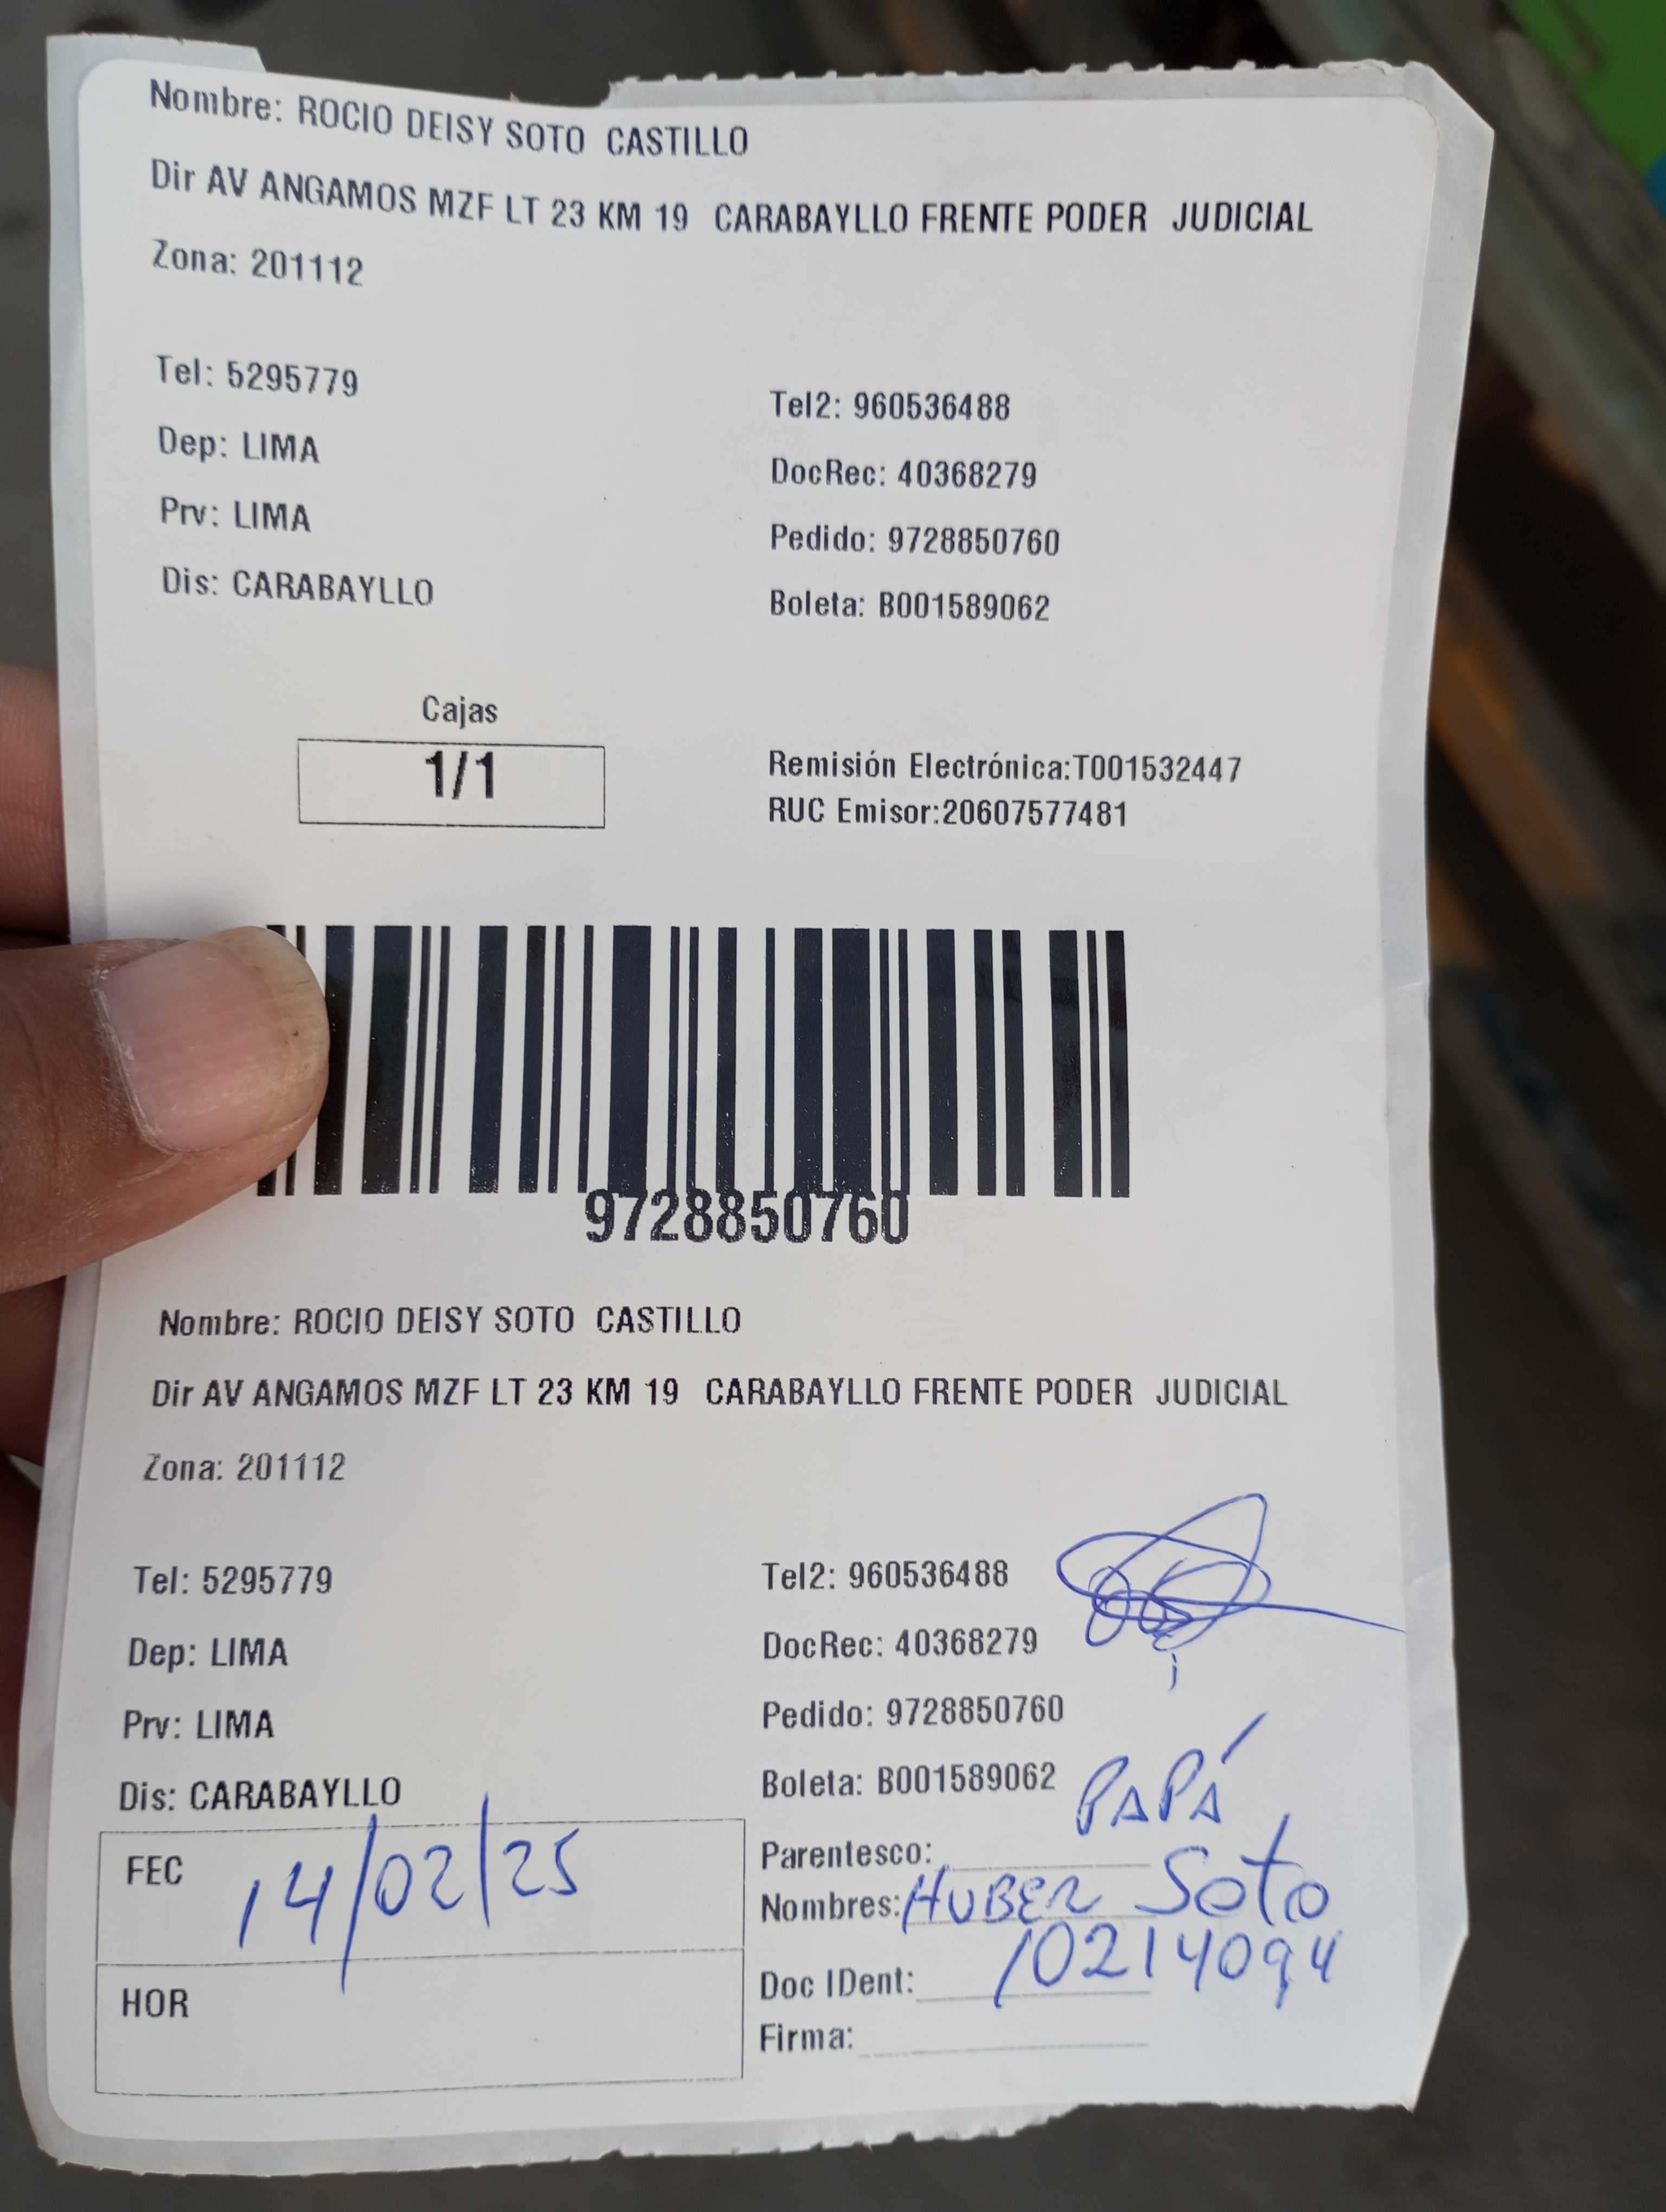 Nombre: ROCIO DEISY SOTO CASTILLO
Dir AV ANGAMOS MZF LT 23 KM 19 CARABAYLLO FRENTE PODER JUDICIAL
Zona: 201112
Tel: 5295779
Tel2: 960536488
Dep: LIMA
DocRec: 40368279
Prv: LIMA
Pedido: 9728850760
Dis: CARABAYLLO
Boleta: B001589062
Cajas
1/1
Remisión Electrónica:T001532447
RUC Emisor:20607577481
9728850760
Nombre: ROCIO DEISY SOTO CASTILLO
Dir AV ANGAMOS MZF LT 23 KM 19 CARABAYLLO FRENTE PODER JUDICIAL
Zona: 201112
Tel: 5295779
Tel2: 960536488
Dep: LIMA
DocRec: 40368279
Prv: LIMA
Pedido: 9728850760
Dis: CARABAYLLO
Boleta: B001589062
FEC 14/02/25
HOR
Parentesco: PAPÁ
Nombres: HUBER Soto
Doc IDent: 10214094
Firma: